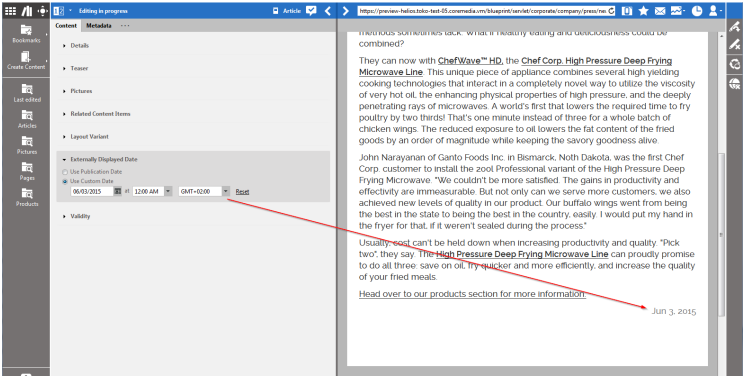 Editing in progress
Article
https://preview-helios.toko-test-05.coremedia.vm/blueprint/servlet/corporate/company/press/ne
Bookmarks
Create Content
Last edited
Articles
Pictures
Pages
Products
Content Metadata ...
Details
Teaser
Pictures
Related Content Items
Layout Variant
Externally Displayed Date
Use Publication Date
Use Custom Date
06/03/2015 at 12:00 AM GMT+02:00 Reset
Validity
methods sometimes lack. What if healthy eating and deliciousness could be
combined?
They can now with ChefWave™ HD, the Chef Corp. High Pressure Deep Frying
Microwave Line. This unique piece of appliance combines several high yielding
cooking technologies that interact in a completely novel way to utilize the viscosity
of very hot oil, the enhancing physical properties of high pressure, and the deeply
penetrating rays of microwaves. A world's first that lowers the required time to fry
poultry by two thirds! That's one minute instead of three for a whole batch of
chicken wings. The reduced exposure to oil lowers the fat content of the fried
goods by an order of magnitude while keeping the savory goodness alive.
John Narayanan of Ganto Foods Inc. in Bismarck, Noth Dakota, was the first Chef
Corp. customer to install the zool Professional variant of the High Pressure Deep
Frying Microwave. "We couldn't be more satisfied. The gains in productivity and
effectivity are immeasurable. But not only can we serve more customers, we also
achieved new levels of quality in our product. Our buffalo wings went from being
the best in the state to being the best in the country, easily. I would put my hand in
the fryer for that, if it weren't sealed during the process."
Usually, cost can't be held down when increasing productivity and quality. "Pick
two", they say. The High Pressure Deep Frying Microwave Line can proudly promise
to do all three: save on oil, fry quicker and more efficiently, and increase the quality
of your fried meals.
Head over to our products section for more information.
Jun 3, 2015